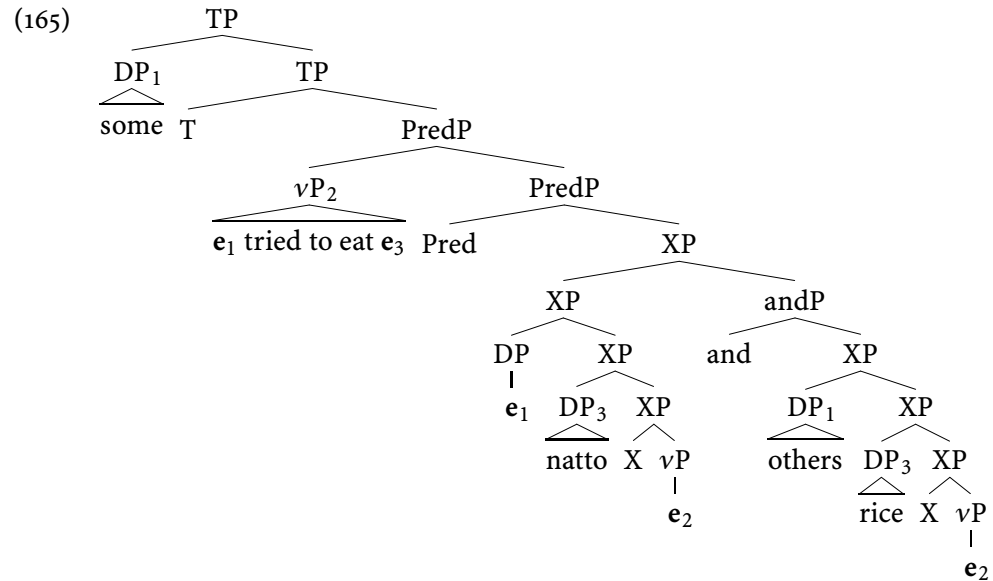 (165) TP
DP₁ TP
some T PredP
vP₂ PredP
e₁ tried to eat e₃ Pred XP
XP andP
DP XP and XP
e₁ DP₃ XP DP₁ XP
natto X vP others DP₃ XP
e₂ rice X vP
e₂